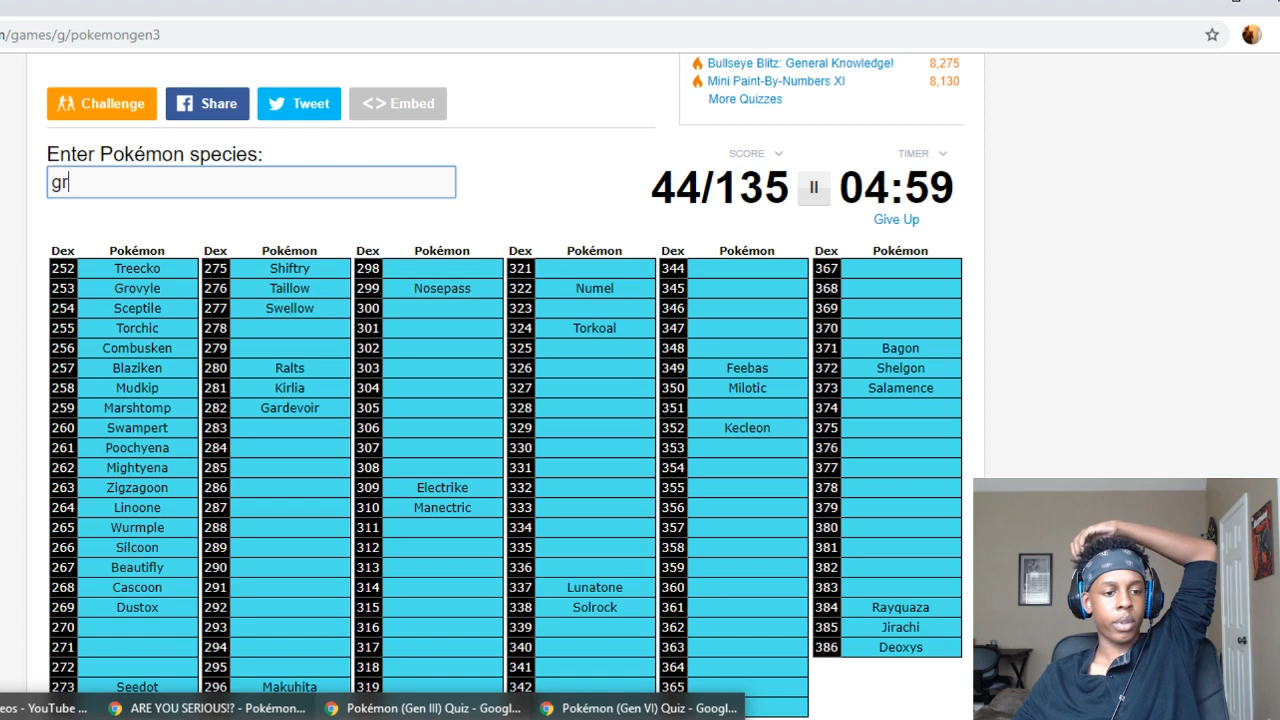 m/games/g/pokemongen3
Bullseye Blitz: General Knowledge! 8,275
Mini Paint-By-Numbers XI 8,130
More Quizzes
Challenge Share Tweet <> Embed
Enter Pokémon species:
gr
SCORE TIMER
44/135 04:59
Give Up
Dex Pokémon Dex Pokémon Dex Pokémon Dex Pokémon Dex Pokémon Dex Pokémon
252 Treecko 275 Shiftry 298 321 344 367
253 Grovyle 276 Taillow 299 Nosepass 322 Numel 345 368
254 Sceptile 277 Swellow 300 323 346 369
255 Torchic 278 301 324 Torkoal 347 370
256 Combusken 279 302 325 348 371 Bagon
257 Blaziken 280 Ralts 303 326 349 Feebas 372 Shelgon
258 Mudkip 281 Kirlia 304 327 350 Milotic 373 Salamence
259 Marshtomp 282 Gardevoir 305 328 351 374
260 Swampert 283 306 329 352 Kecleon 375
261 Poochyena 284 307 330 353 376
262 Mightyena 285 308 331 354 377
263 Zigzagoon 286 309 Electrike 332 355 378
264 Linoone 287 310 Manectric 333 356 379
265 Wurmple 288 311 334 357 380
266 Silcoon 289 312 335 358 381
267 Beautifly 290 313 336 359 382
268 Cascoon 291 314 337 Lunatone 360 383
269 Dustox 292 315 338 Solrock 361 384 Rayquaza
270 293 316 339 362 385 Jirachi
271 294 317 340 363 386 Deoxys
272 295 318 341 364
273 Seedot 296 Makuhita 319 342 365
eos - YouTube ... ARE YOU SERIOUS!? - Pokémon... Pokémon (Gen III) Quiz - Googl... Pokémon (Gen VI) Quiz - Googl...